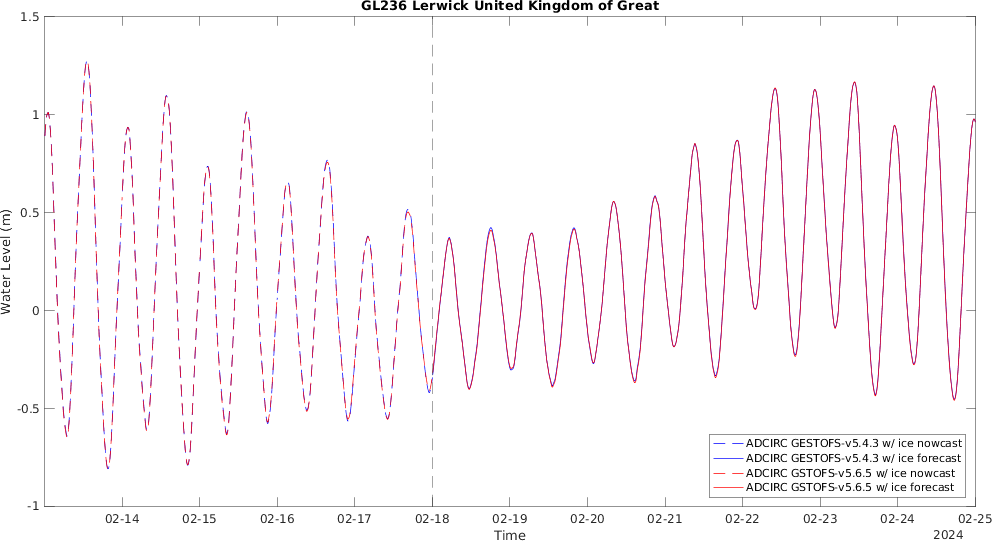 GL236 Lerwick United Kingdom of Great
1.5
1
0.5
0
-0.5
-1
Water Level (m)
ADCIRC GESTOFS-v5.4.3 w/ ice nowcast
ADCIRC GESTOFS-v5.4.3 w/ ice forecast
ADCIRC GSTOFS-v5.6.5 w/ ice nowcast
ADCIRC GSTOFS-v5.6.5 w/ ice forecast
02-14 02-15 02-16 02-17 02-18 02-19 02-20 02-21 02-22 02-23 02-24 02-25
Time
2024